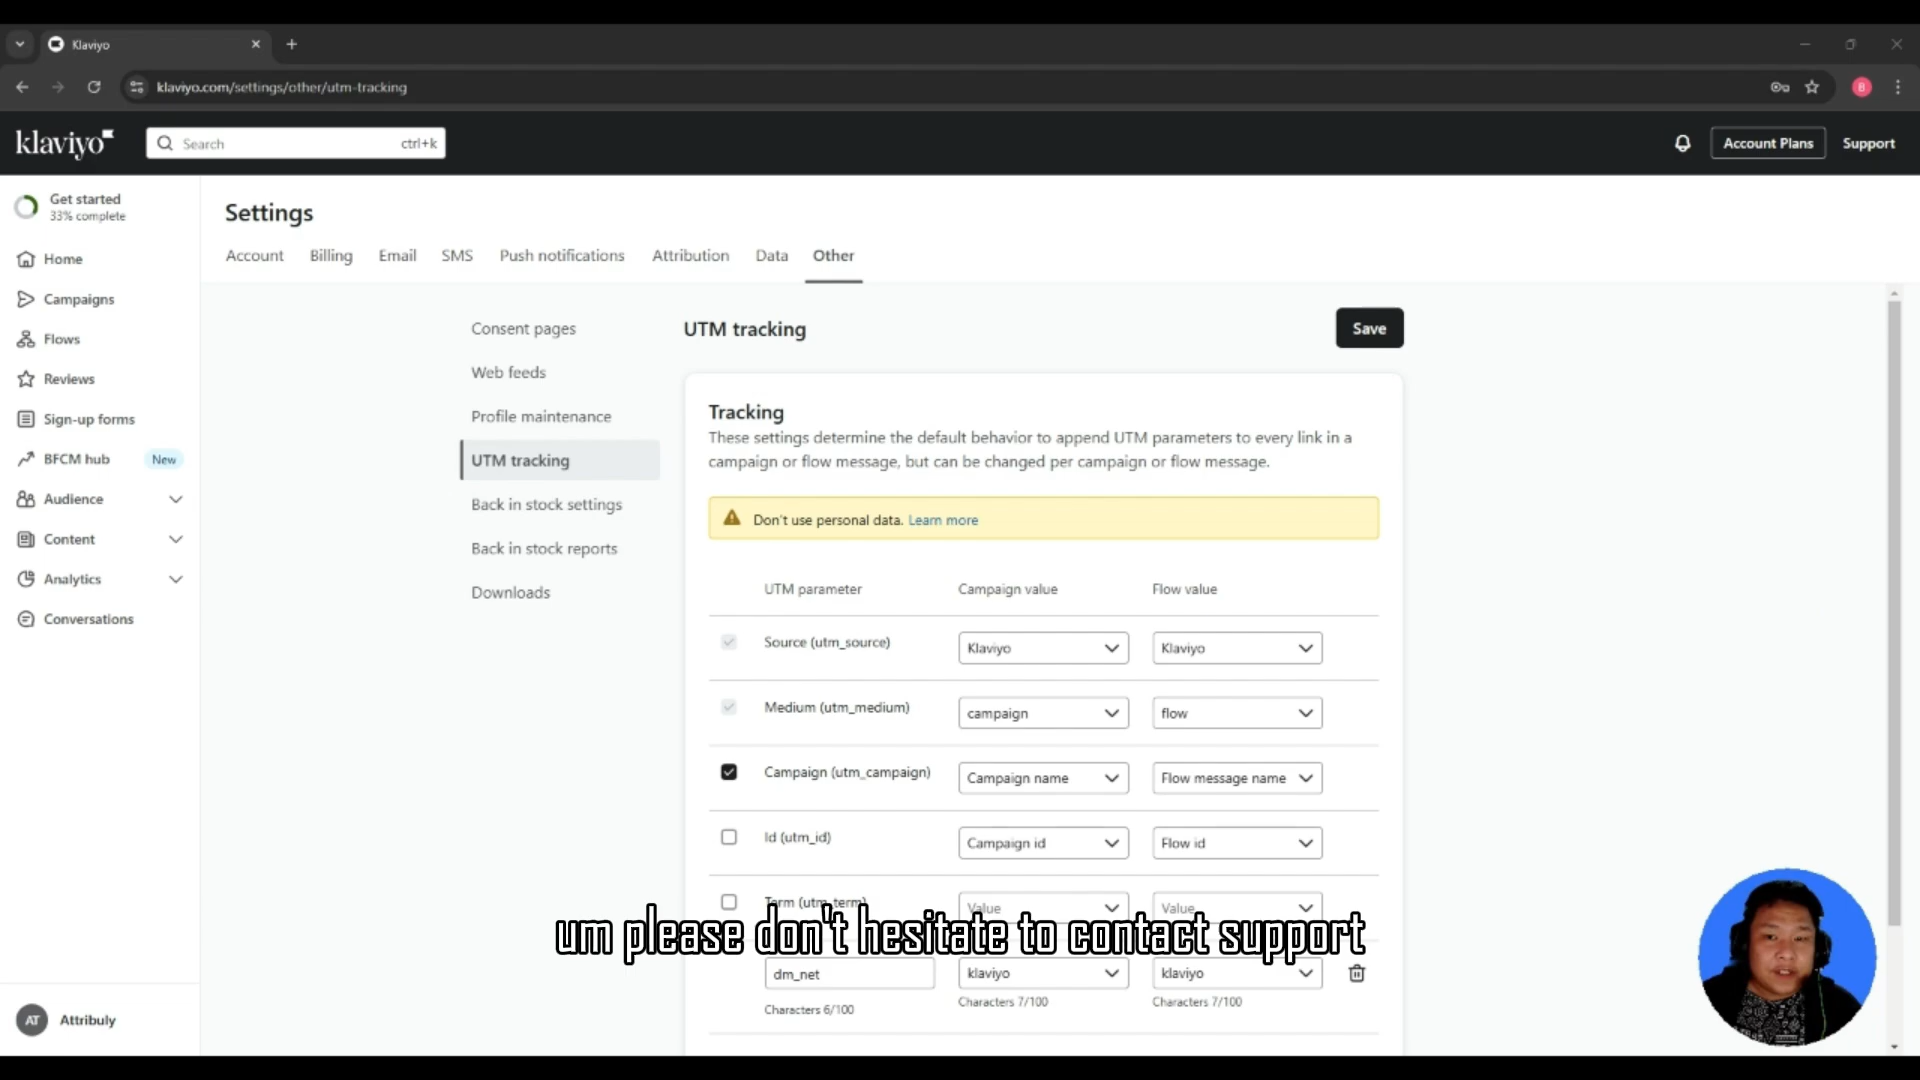 Klaviyo
klaviyo.com/settings/other/utm-tracking
B
klaviyo
Search ctrl+k
Account Plans
Support
Get started
33% complete
Home
Campaigns
Flows
Reviews
Sign-up forms
BFCM hub New
Audience
Content
Analytics
Conversations
AT Attribuly
Settings
Account Billing Email SMS Push notifications Attribution Data Other
Consent pages
Web feeds
Profile maintenance
UTM tracking
Back in stock settings
Back in stock reports
Downloads
UTM tracking
Save
Tracking
These settings determine the default behavior to append UTM parameters to every link in a
campaign or flow message, but can be changed per campaign or flow message.
Don't use personal data. Learn more
UTM parameter Campaign value Flow value
Source (utm_source) Klaviyo Klaviyo
Medium (utm_medium) campaign flow
Campaign (utm_campaign) Campaign name Flow message name
Id (utm_id) Campaign id Flow id
Term (utm_term) Value Value
um please don't hesitate to contact support
dm_net klaviyo klaviyo
Characters 6/100 Characters 7/100 Characters 7/100